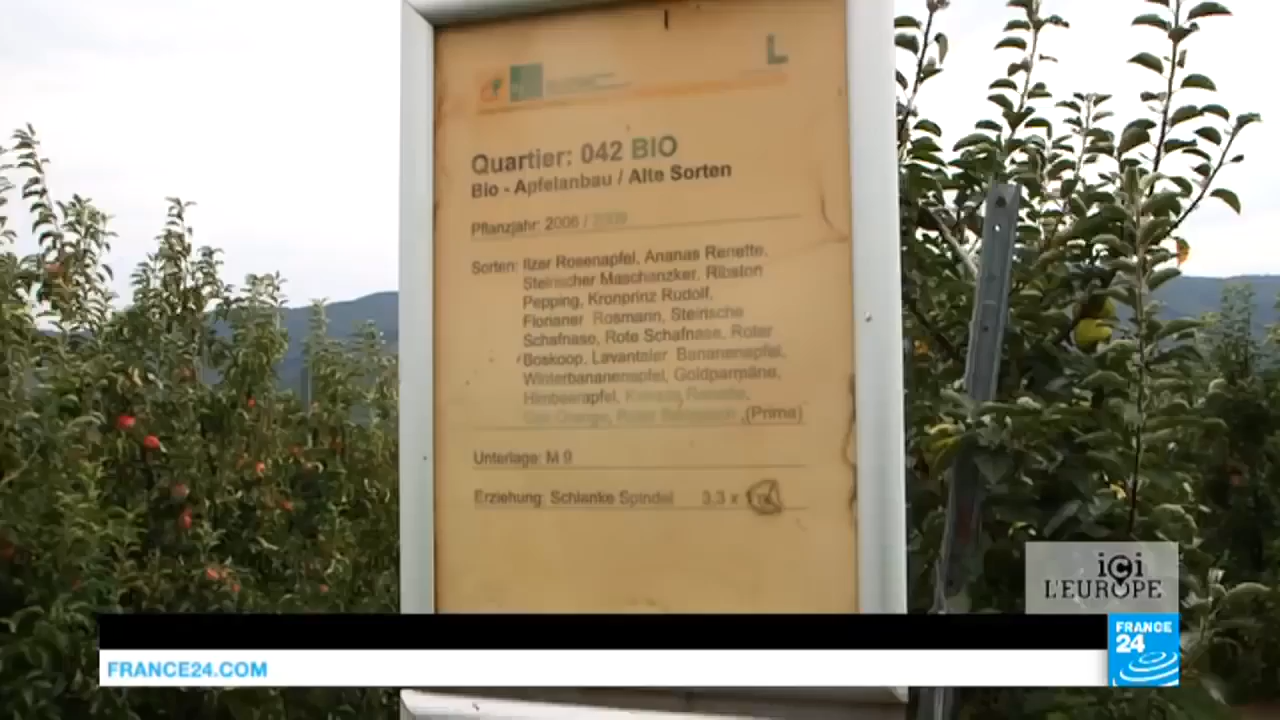 L
Quartier: 042 BIO
Bio - Apfelanbau / Alte Sorten
Pflanzjahr: 2006 /
Sorten: Ilzer Rosenapfel, Ananas Renette,
Steirischer Maschanzker, Ribston
Pepping, Kronprinz Rudolf,
Florianer Rosmarin, Steirische
Schafnase, Rote Schafnase, Roter
Boskoop, Lavanttaler Bananenapfel,
Winterbananenapfel, Goldparmäne,
Himbeerapfel,
,(Prima)
Unterlage: M 9
Erziehung: Schlanke Spindel 3,3 x
iCi
L'EUROPE
FRANCE
24
FRANCE24.COM